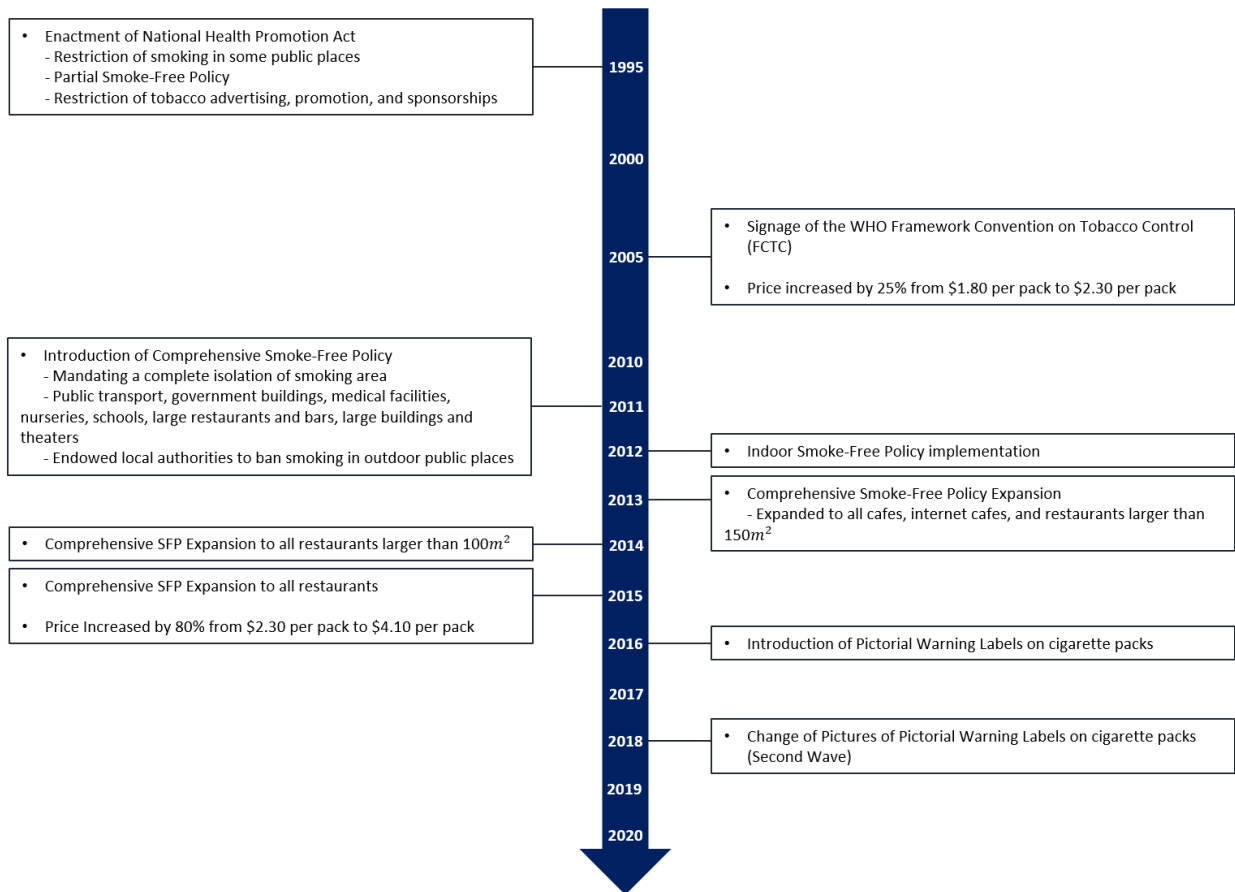 • Enactment of National Health Promotion Act
- Restriction of smoking in some public places
- Partial Smoke-Free Policy
- Restriction of tobacco advertising, promotion, and sponsorships
1995
2000
• Signage of the WHO Framework Convention on Tobacco Control
(FCTC)
• Price increased by 25% from $1.80 per pack to $2.30 per pack
2005
• Introduction of Comprehensive Smoke-Free Policy
- Mandating a complete isolation of smoking area
- Public transport, government buildings, medical facilities,
nurseries, schools, large restaurants and bars, large buildings and
theaters
- Endowed local authorities to ban smoking in outdoor public places
2010
2011
2012
• Indoor Smoke-Free Policy implementation
2013
• Comprehensive Smoke-Free Policy Expansion
- Expanded to all cafes, internet cafes, and restaurants larger than
150m²
• Comprehensive SFP Expansion to all restaurants larger than 100m²
2014
• Comprehensive SFP Expansion to all restaurants
• Price Increased by 80% from $2.30 per pack to $4.10 per pack
2015
2016
• Introduction of Pictorial Warning Labels on cigarette packs
2017
2018
• Change of Pictures of Pictorial Warning Labels on cigarette packs
(Second Wave)
2019
2020